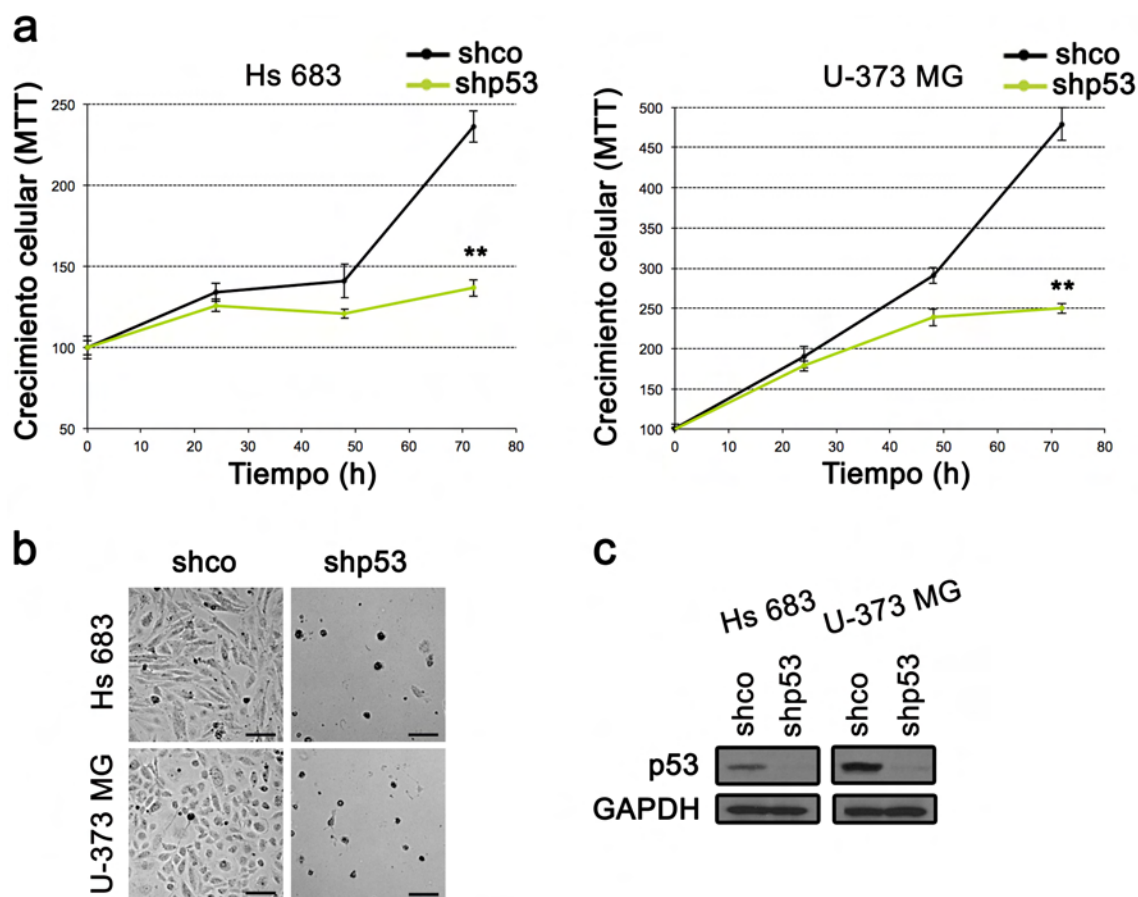 a
Hs 683
shco
shp53
Crecimiento celular (MTT)
250
200
150
100
50
**
0
10
20
30
40
50
60
70
80
Tiempo (h)
U-373 MG
shco
shp53
Crecimiento celular (MTT)
500
450
400
350
300
250
200
150
100
**
0
10
20
30
40
50
60
70
80
Tiempo (h)
b
shco
shp53
Hs 683
U-373 MG
c
Hs 683
U-373 MG
shco
shp53
shco
shp53
p53
GAPDH